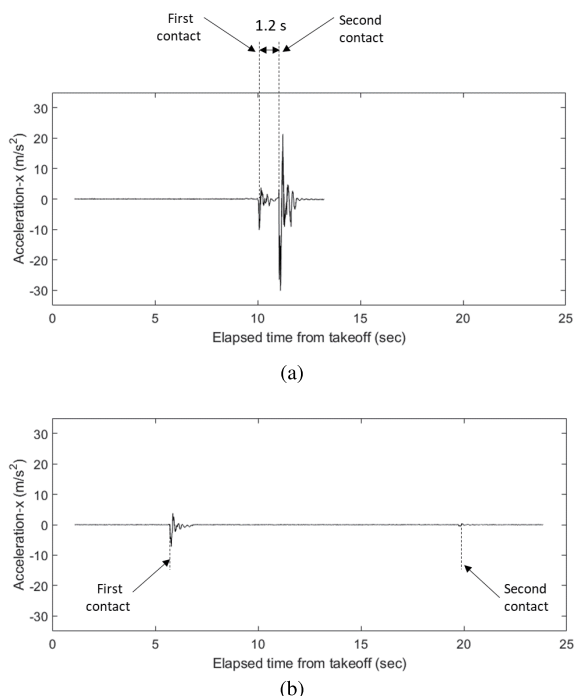 First
contact
1.2 s
Second
contact
30
20
10
0
-10
-20
-30
Acceleration-x (m/s²)
0 5 10 15 20 25
Elapsed time from takeoff (sec)
(a)
30
20
10
0
-10
-20
-30
Acceleration-x (m/s²)
First
contact
Second
contact
0 5 10 15 20 25
Elapsed time from takeoff (sec)
(b)